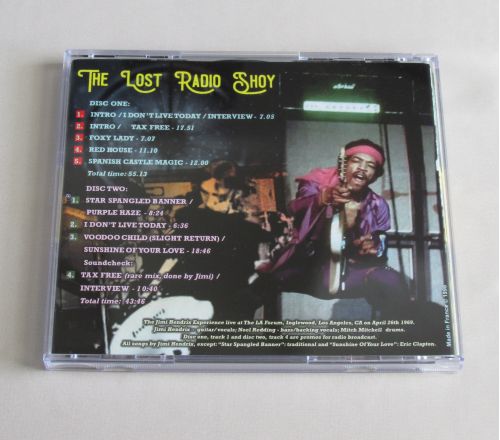 The Lost Radio Shoy
DISC ONE:
1. INTRO / I DON'T LIVE TODAY / INTERVIEW - 7.05
2. INTRO / TAX FREE - 17.51
3. FOXY LADY - 7.07
4. RED HOUSE - 11.10
5. SPANISH CASTLE MAGIC - 12.00
Total time: 55.13
DISC TWO:
1. STAR SPANGLED BANNER /
PURPLE HAZE - 8:24
2. I DON'T LIVE TODAY - 6:36
3. VOODOO CHILD (SLIGHT RETURN) /
SUNSHINE OF YOUR LOVE - 18:46
Soundcheck:
4. TAX FREE (rare mix, done by Jimi) /
INTERVIEW - 10:40
Total time: 43:46
The Jimi Hendrix Experience live at The LA Forum, Inglewood, Los Angeles, CA on April 26th 1969.
Jimi Hendrix - guitar/vocals; Noel Redding - bass/backing vocals; Mitch Mitchell drums.
Disc one, track 1 and disc two, track 4 are promos for radio broadcast.
All songs by Jimi Hendrix, except: "Star Spangled Banner": traditional and "Sunshine Of Your Love": Eric Clapton.
Made in France